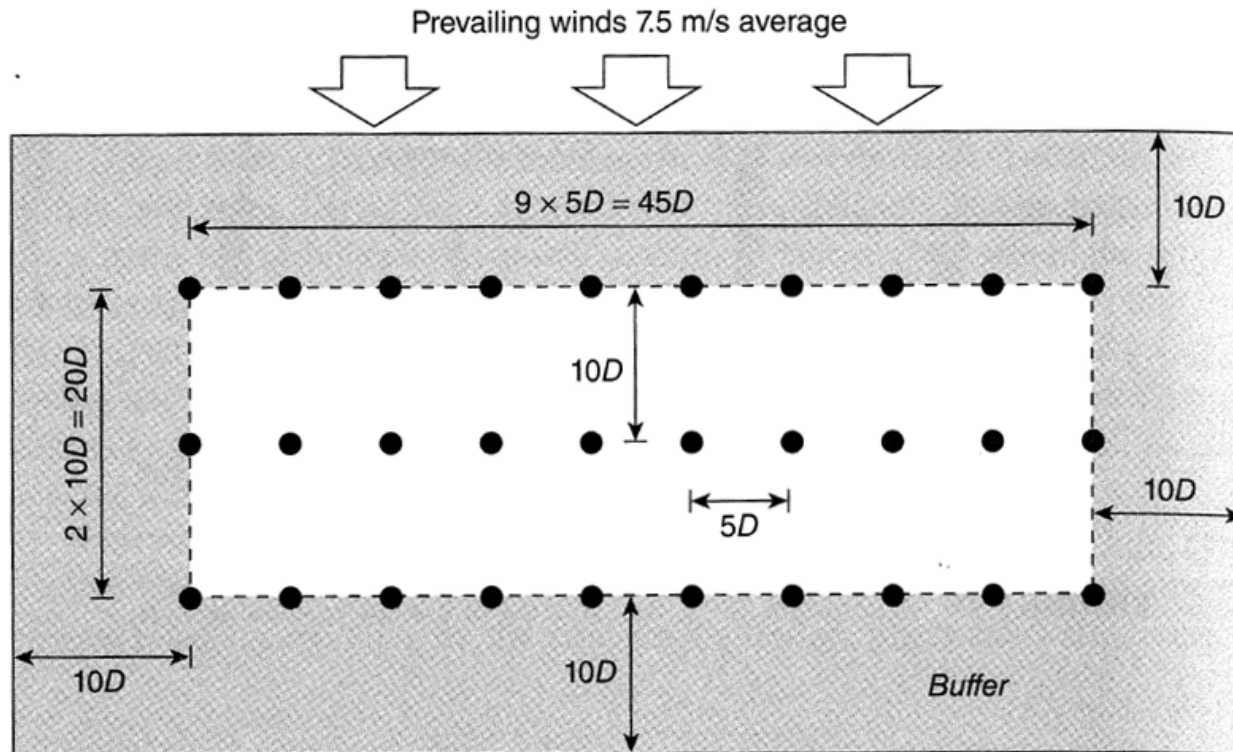 Prevailing winds 7.5 m/s average
9 × 5D = 45D
10D
2 × 10D = 20D
10D
5D
10D
10D
10D
Buffer